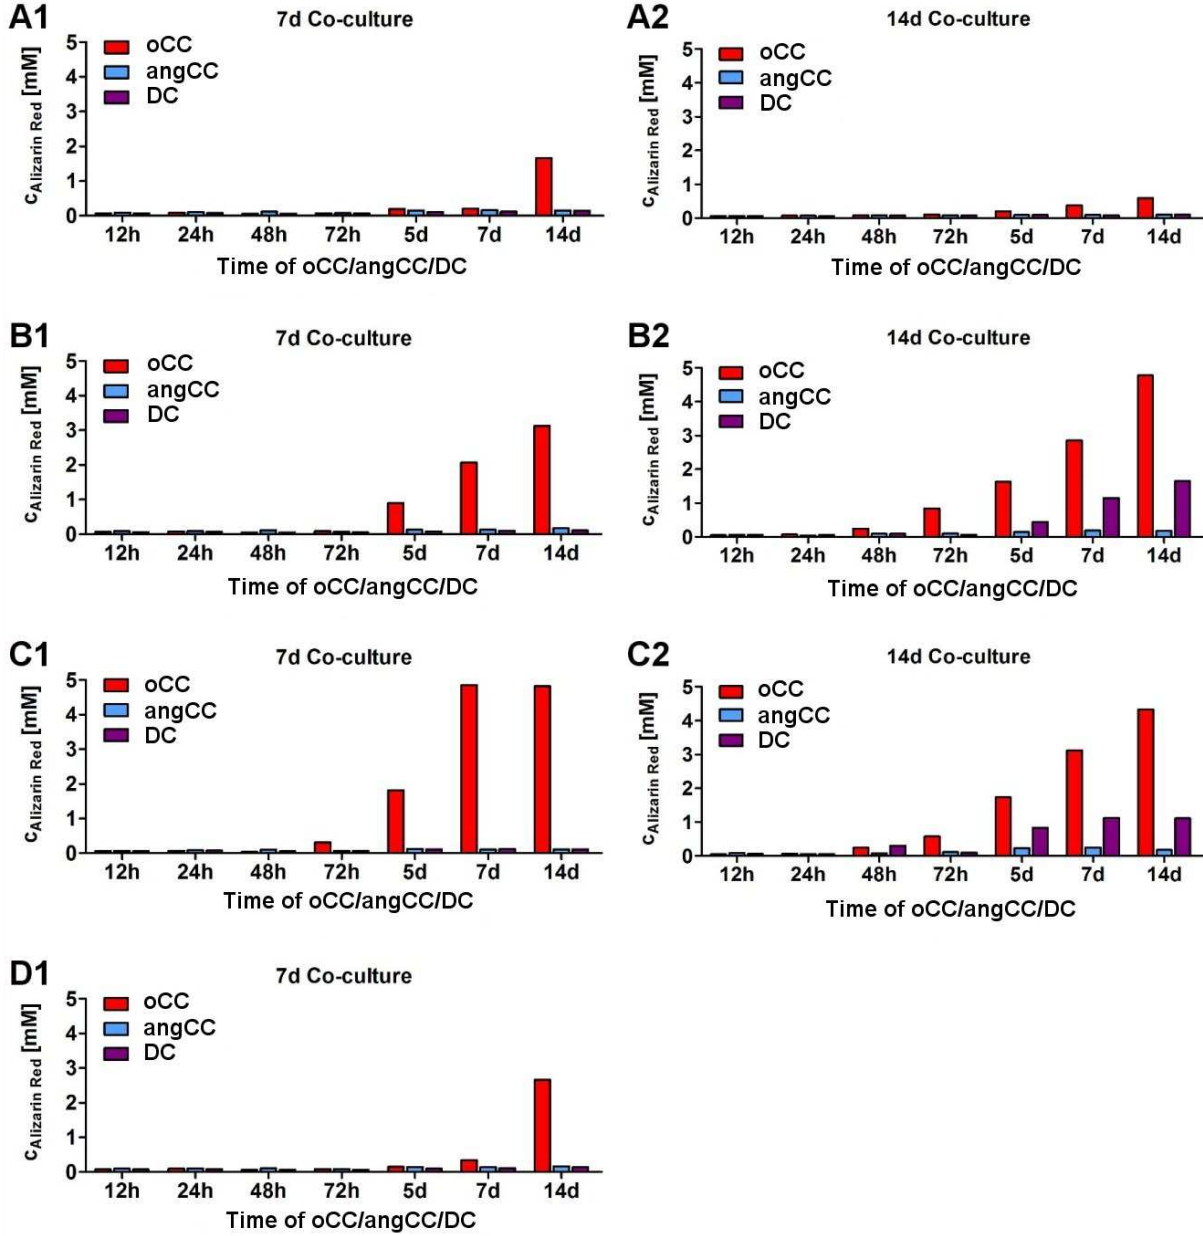 A1
7d Co-culture
5
4
3
2
1
0
cAlizarin Red [mM]
oCC
angCC
DC
12h 24h 48h 72h 5d 7d 14d
Time of oCC/angCC/DC
A2
14d Co-culture
5
4
3
2
1
0
cAlizarin Red [mM]
oCC
angCC
DC
12h 24h 48h 72h 5d 7d 14d
Time of oCC/angCC/DC
B1
7d Co-culture
5
4
3
2
1
0
cAlizarin Red [mM]
oCC
angCC
DC
12h 24h 48h 72h 5d 7d 14d
Time of oCC/angCC/DC
B2
14d Co-culture
5
4
3
2
1
0
cAlizarin Red [mM]
oCC
angCC
DC
12h 24h 48h 72h 5d 7d 14d
Time of oCC/angCC/DC
C1
7d Co-culture
5
4
3
2
1
0
cAlizarin Red [mM]
oCC
angCC
DC
12h 24h 48h 72h 5d 7d 14d
Time of oCC/angCC/DC
C2
14d Co-culture
5
4
3
2
1
0
cAlizarin Red [mM]
oCC
angCC
DC
12h 24h 48h 72h 5d 7d 14d
Time of oCC/angCC/DC
D1
7d Co-culture
5
4
3
2
1
0
cAlizarin Red [mM]
oCC
angCC
DC
12h 24h 48h 72h 5d 7d 14d
Time of oCC/angCC/DC